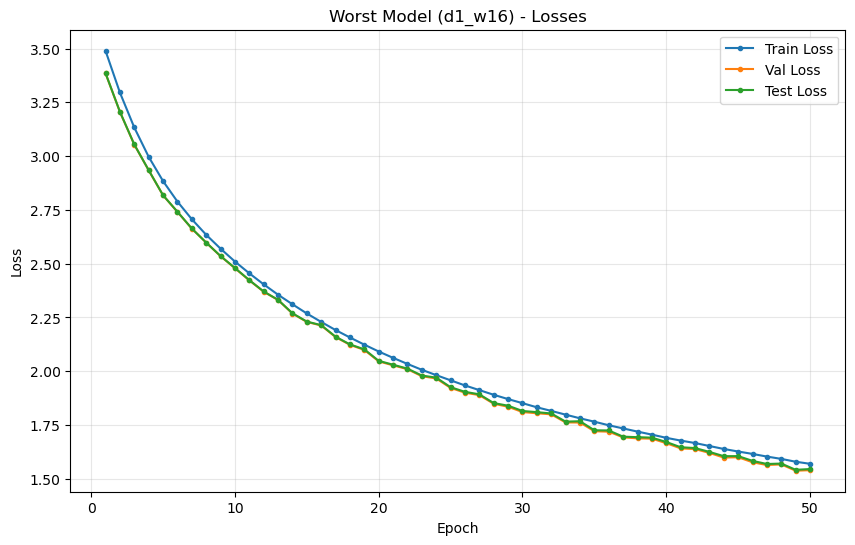 Worst Model (d1_w16) - Losses
3.50
3.25
3.00
2.75
2.50
2.25
2.00
1.75
1.50
Loss
Train Loss
Val Loss
Test Loss
0
10
20
30
40
50
Epoch